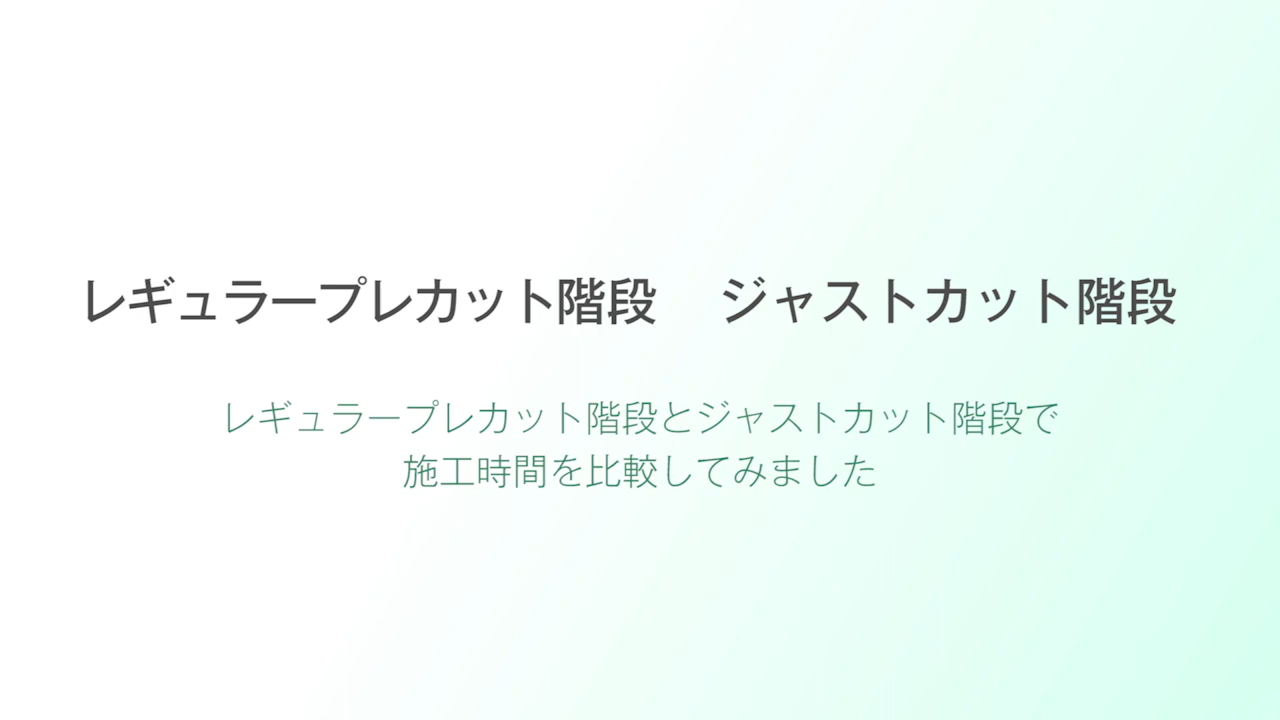 レギュラープレカット階段　ジャストカット階段
レギュラープレカット階段とジャストカット階段で
施工時間を比較してみました